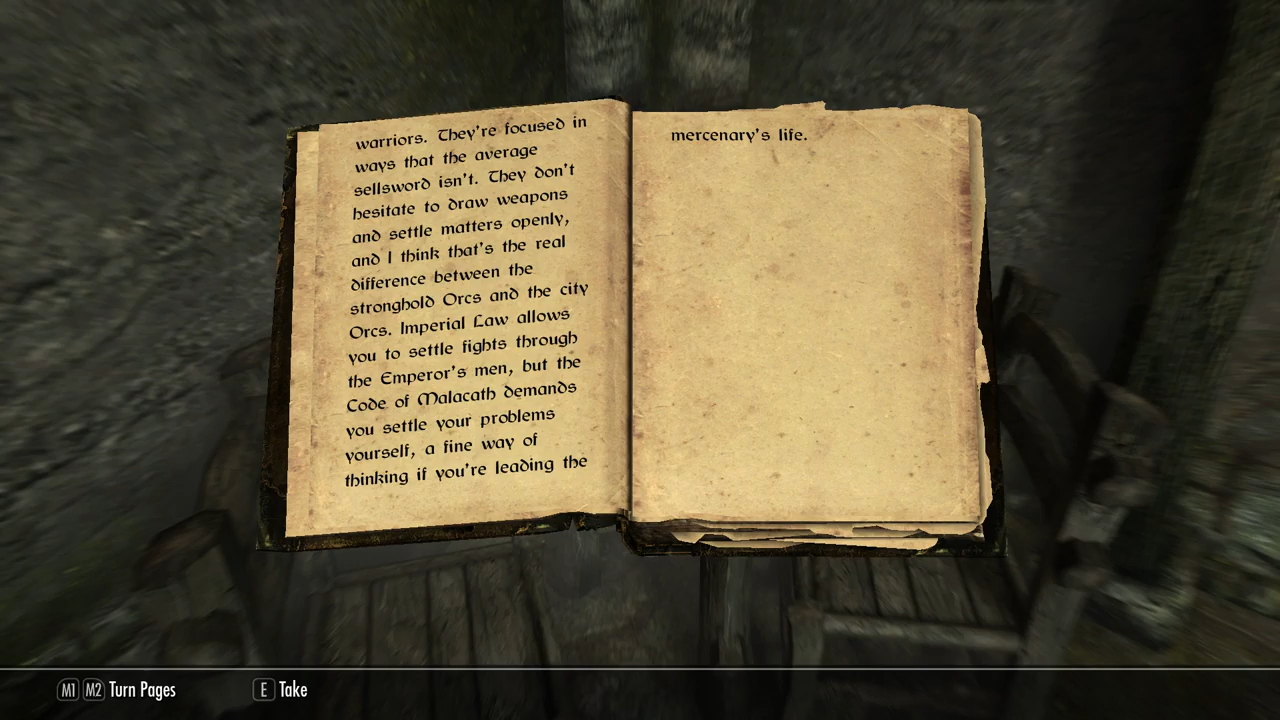 warriors. They're focused in
ways that the average
sellsword isn't. They don't
hesitate to draw weapons
and settle matters openly,
and I think that's the real
difference between the
stronghold Orcs and the city
Orcs. Imperial Law allows
you to settle fights through
the Emperor's men, but the
Code of Malacath demands
you settle your problems
yourself, a fine way of
thinking if you're leading the
mercenary's life.
M1 M2 Turn Pages
E Take